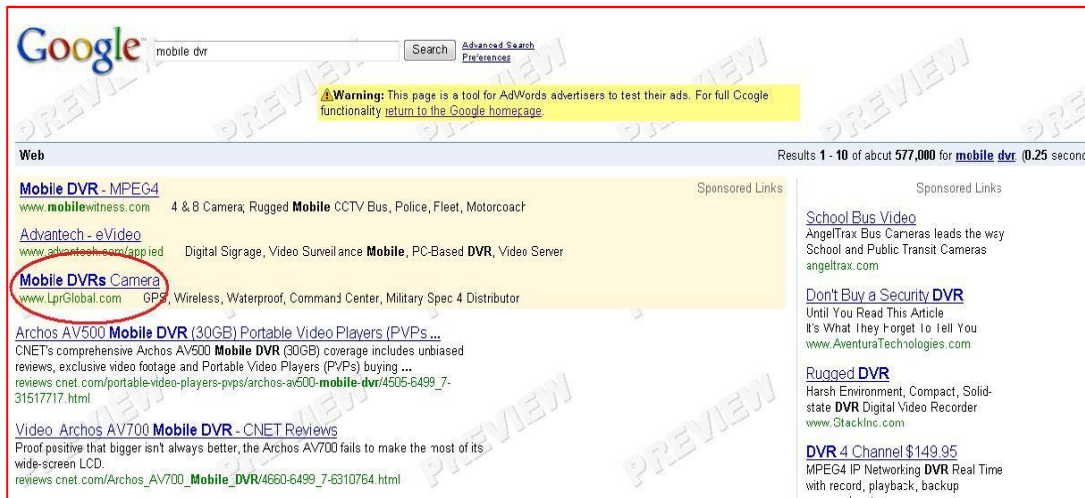 Google
mobile dvr
Search
Advanced Search
Preferences
Warning: This page is a tool for AdWords advertisers to test their ads. For full Google
functionality return to the Google homepage.
Web
Results 1 - 10 of about 577,000 for mobile dvr. (0.25 second
Mobile DVR - MPEG4
Sponsored Links
www.mobilewitness.com 4 & 8 Camera; Rugged Mobile CCTV Bus, Police, Fleet, Motorcoach
Advantech - eVideo
www.advantech.com/applied Digital Signage, Video Surveillance Mobile, PC-Based DVR, Video Server
Mobile DVRs Camera
www.LprGlobal.com GPS, Wireless, Waterproof, Command Center, Military Spec 4 Distributor
Archos AV500 Mobile DVR (30GB) Portable Video Players (PVPs ...
CNET's comprehensive Archos AV500 Mobile DVR (30GB) coverage includes unbiased
reviews, exclusive video footage and Portable Video Players (PVPs) buying ...
reviews.cnet.com/portable-video-players-pvps/archos-av500-mobile-dvr/4505-6499_7-
31517717.html
Video: Archos AV700 Mobile DVR - CNET Reviews
Proof positive that bigger isn't always better, the Archos AV700 fails to make the most of its
wide-screen LCD.
reviews.cnet.com/Archos_AV700_Mobile_DVR/4660-6499_7-6310764.html
Sponsored Links
School Bus Video
AngelTrax Bus Cameras leads the way
School and Public Transit Cameras
angeltrax.com
Don't Buy a Security DVR
Until You Read This Article
It's What They Forget To Tell You
www.AventuraTechnologies.com
Rugged DVR
Harsh Environment, Compact, Solid-
state DVR Digital Video Recorder
www.StackInc.com
DVR 4 Channel $149.95
MPEG4 IP Networking DVR Real Time
with record, playback, backup
PREVIEW
PREVIEW
PREVIEW
PREVIEW
PREVIEW
PREVIEW
PREVIEW